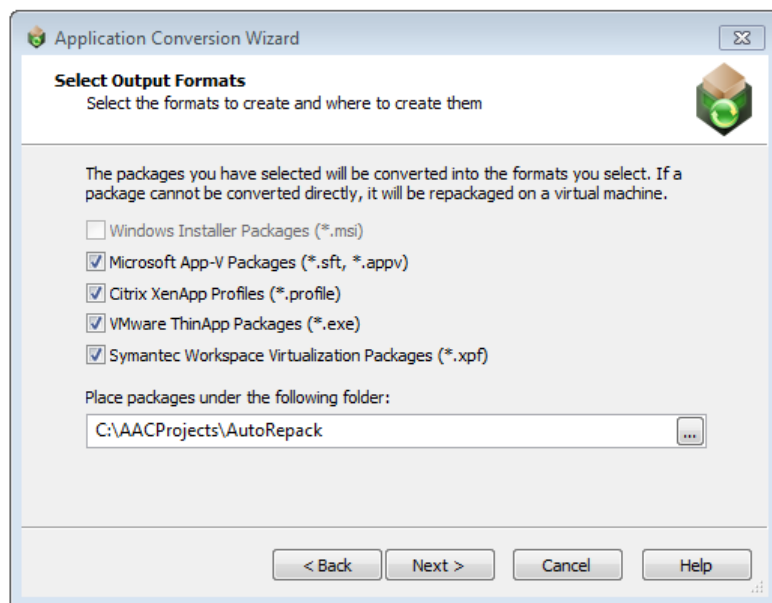 Application Conversion Wizard
Select Output Formats
Select the formats to create and where to create them
The packages you have selected will be converted into the formats you select. If a
package cannot be converted directly, it will be repackaged on a virtual machine.
Windows Installer Packages (*.msi)
Microsoft App-V Packages (*.sft, *.appv)
Citrix XenApp Profiles (*.profile)
VMware ThinApp Packages (*.exe)
Symantec Workspace Virtualization Packages (*.xpf)
Place packages under the following folder:
C:\AACProjects\AutoRepack ...
< Back Next > Cancel Help